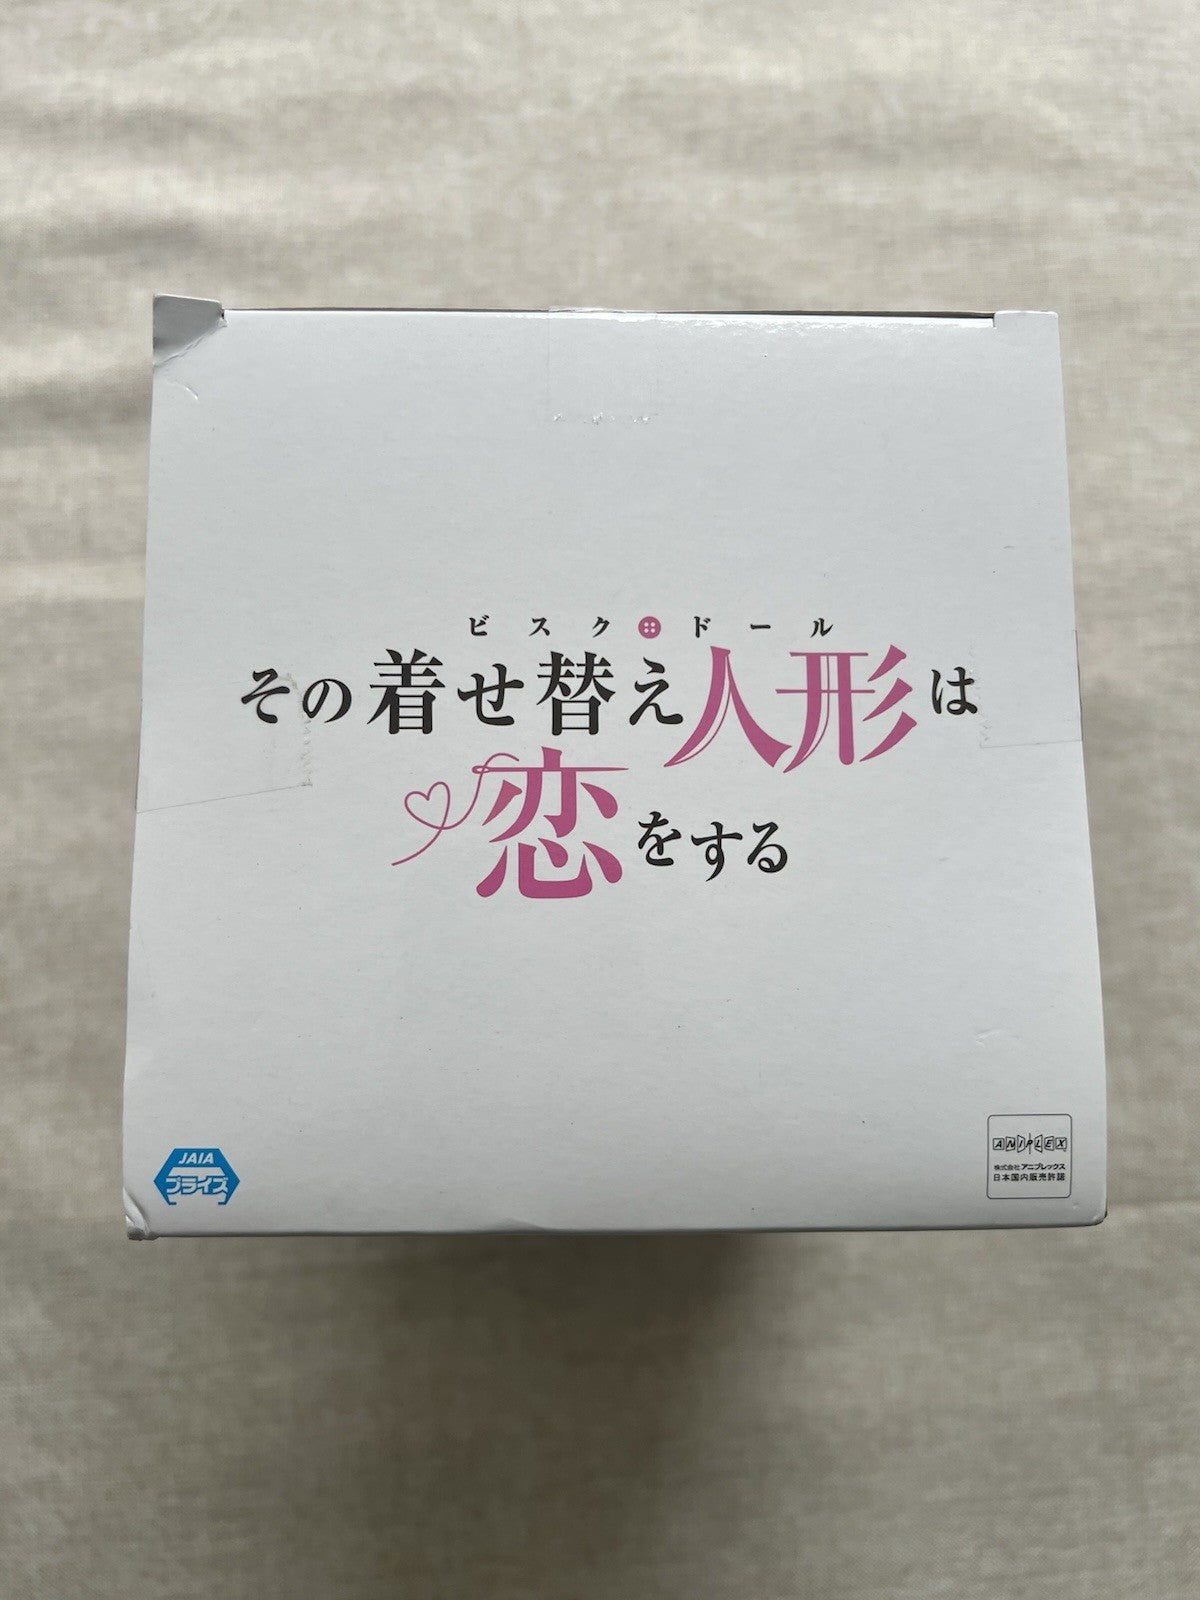 ビスク・ドール
その着せ替え人形は
恋をする
JAIA
プライズ
ANIPLEX
株式会社 アニプレックス
日本国内販売許諾